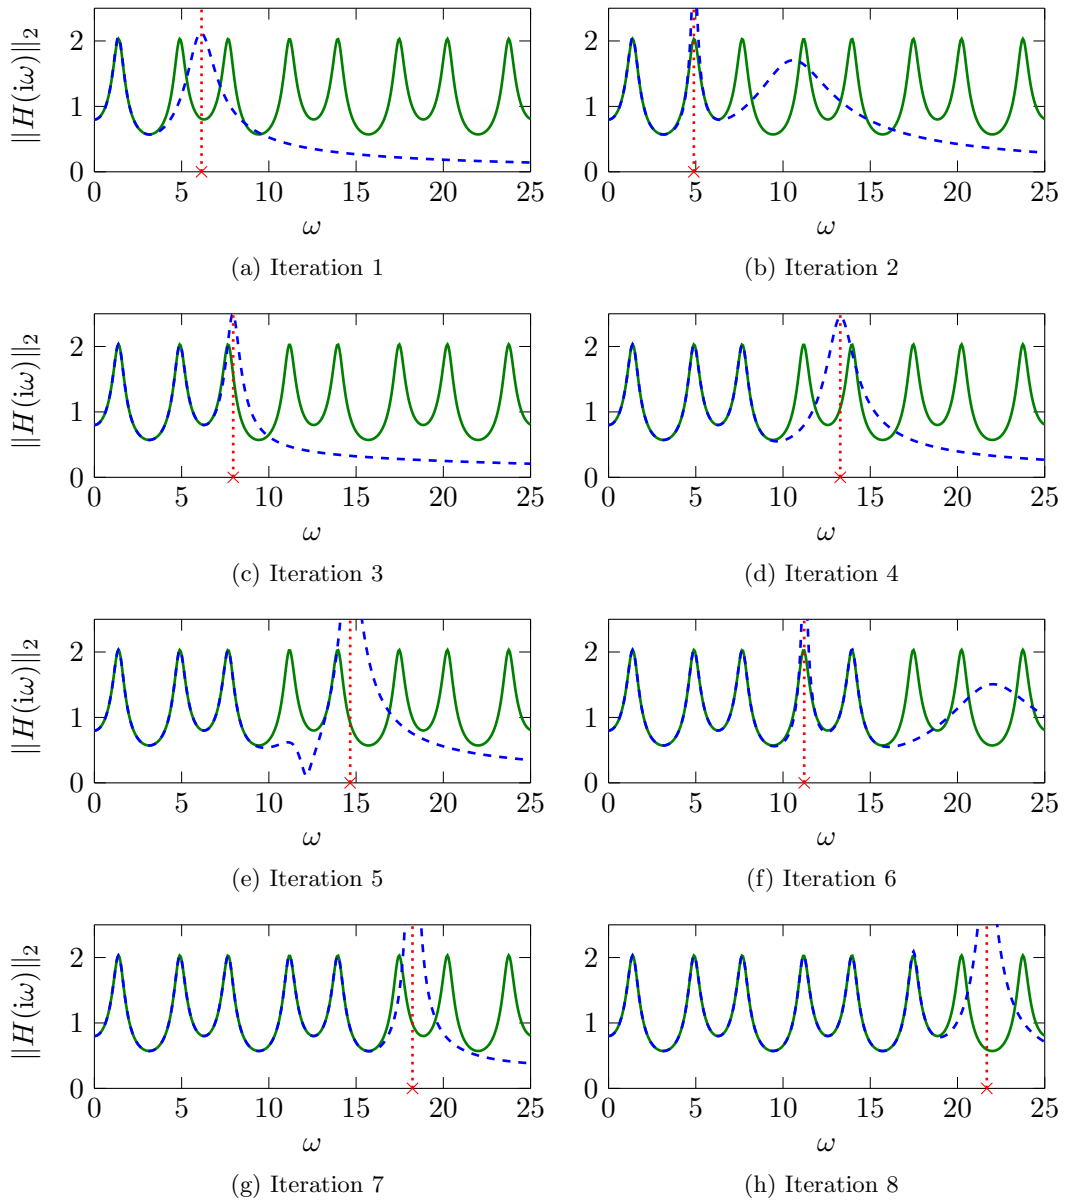 2
1
0
||H(iω)||₂
0 5 10 15 20 25
ω
(a) Iteration 1
2
1
0
0 5 10 15 20 25
ω
(b) Iteration 2
2
1
0
||H(iω)||₂
0 5 10 15 20 25
ω
(c) Iteration 3
2
1
0
0 5 10 15 20 25
ω
(d) Iteration 4
2
1
0
||H(iω)||₂
0 5 10 15 20 25
ω
(e) Iteration 5
2
1
0
0 5 10 15 20 25
ω
(f) Iteration 6
2
1
0
||H(iω)||₂
0 5 10 15 20 25
ω
(g) Iteration 7
2
1
0
0 5 10 15 20 25
ω
(h) Iteration 8